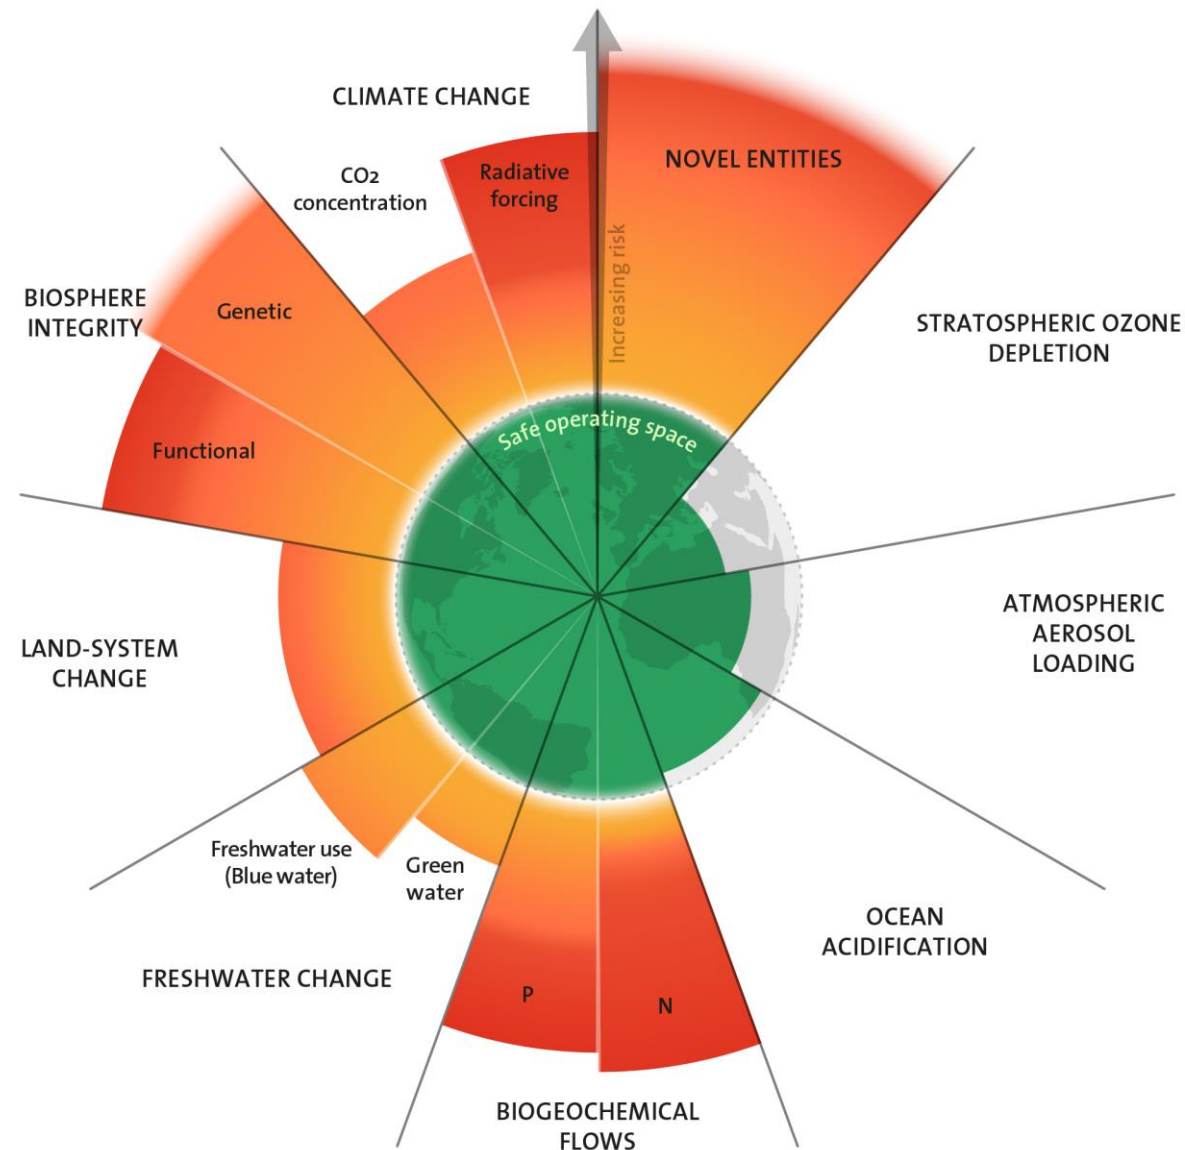 CLIMATE CHANGE
CO2
concentration
Radiative
forcing
NOVEL ENTITIES
Increasing risk
BIOSPHERE
INTEGRITY
Genetic
Functional
STRATOSPHERIC OZONE
DEPLETION
Safe operating space
ATMOSPHERIC
AEROSOL
LOADING
LAND-SYSTEM
CHANGE
Freshwater use
(Blue water)
Green
water
FRESHWATER CHANGE
OCEAN
ACIDIFICATION
P
N
BIOGEOCHEMICAL
FLOWS